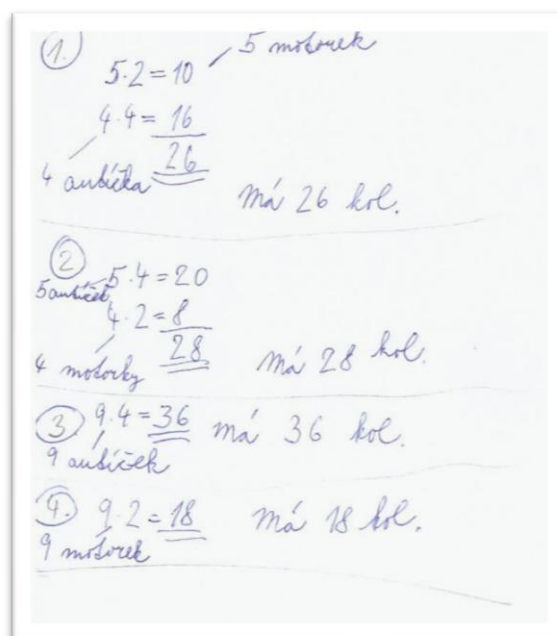 1. 5 motorek
5·2=10
4·4=16
26
4 autíčka
Má 26 kol.
2
5 autíček 5·4=20
4·2=8
28
4 motorky
Má 28 kol.
3. 9·4=36 Má 36 kol.
9 autíček
4. 9·2=18 Má 18 kol.
9 motorek